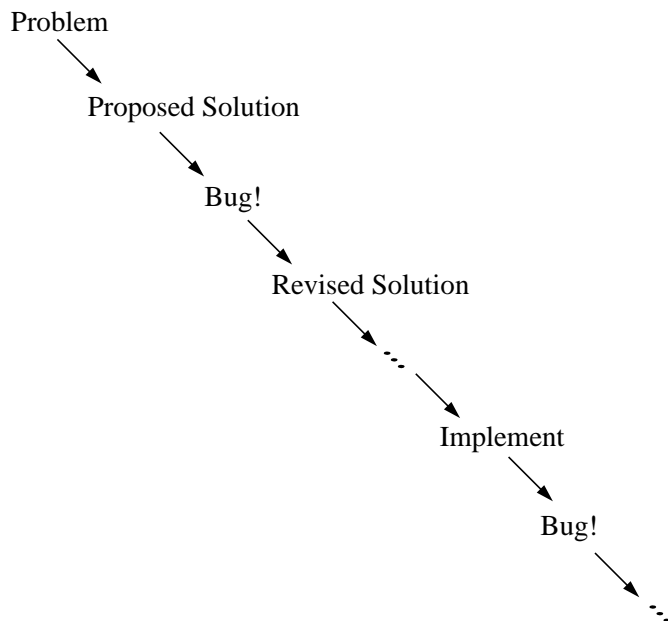 Problem
Proposed Solution
Bug!
Revised Solution
...
Implement
Bug!
...